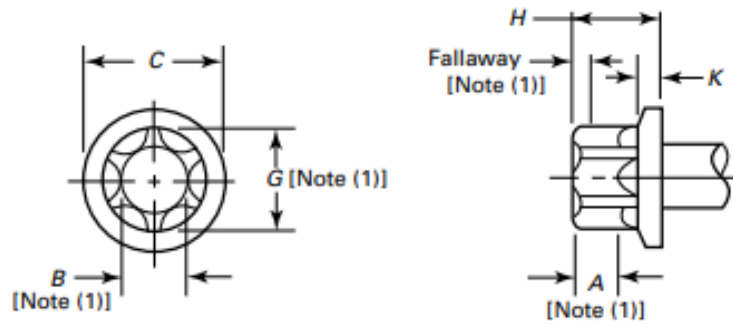 C
G [Note (1)]
B
[Note (1)]
H
Fallaway
[Note (1)]
K
A
[Note (1)]